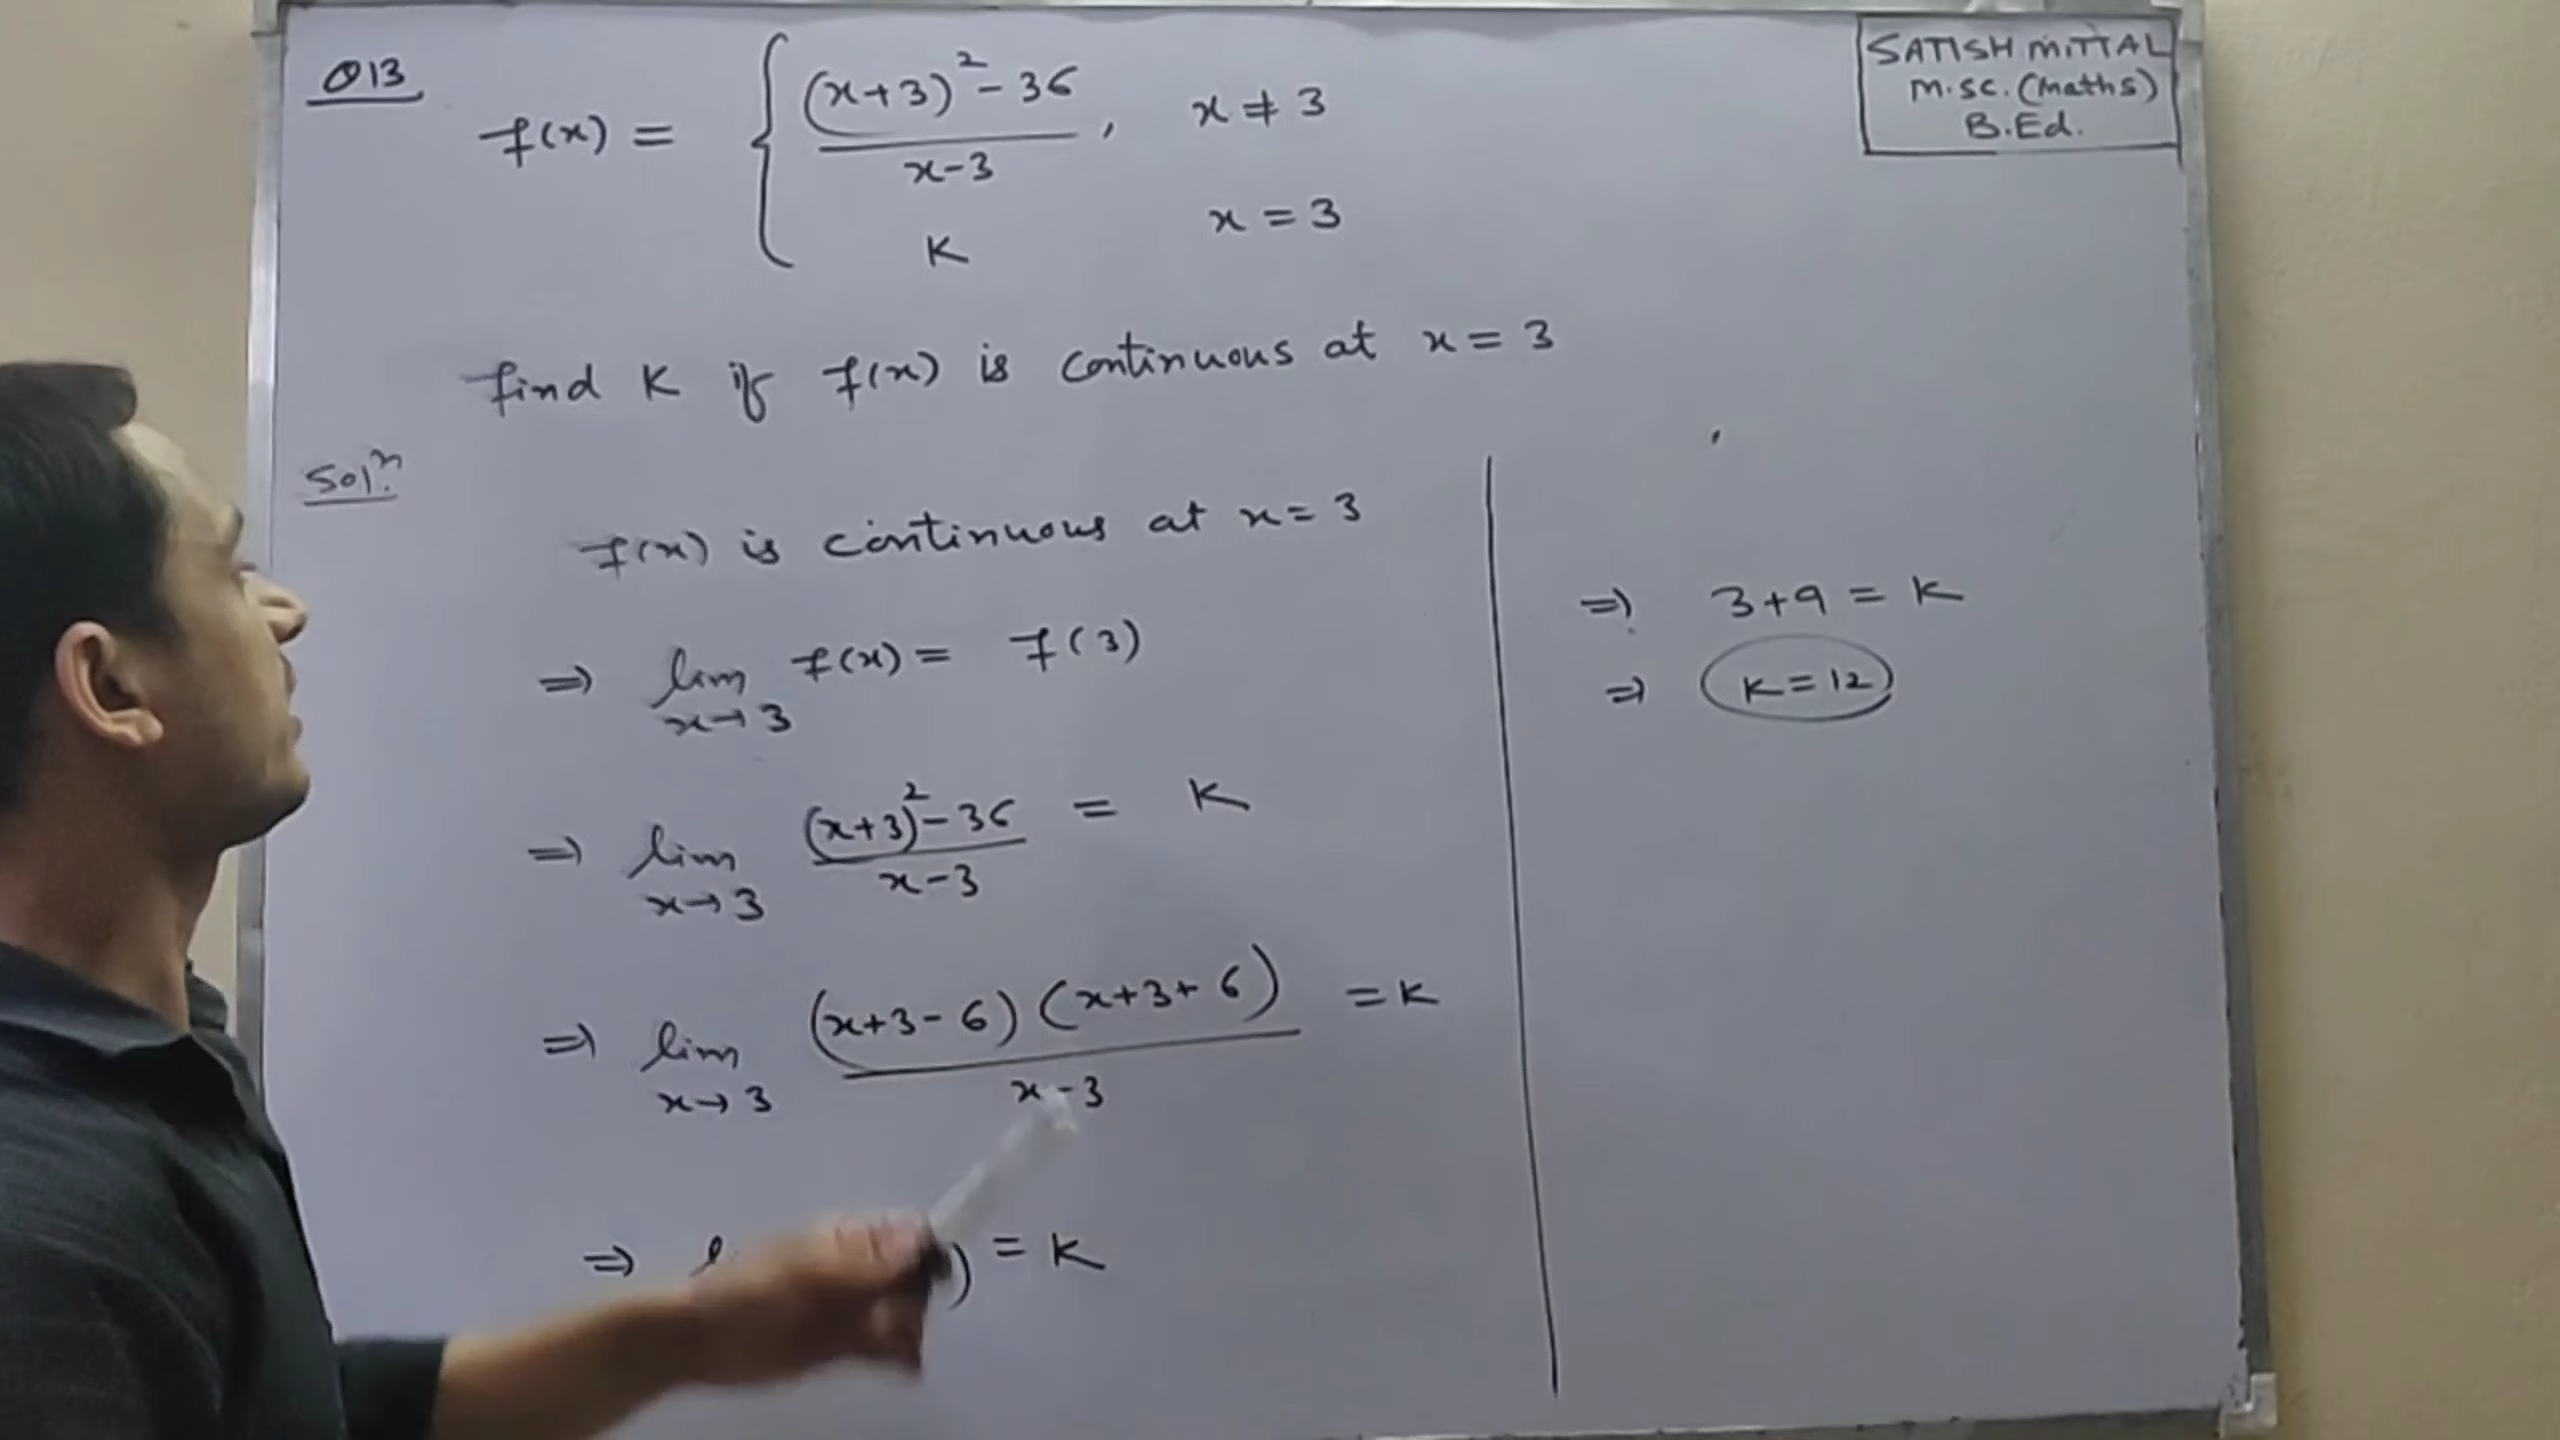 Q13
f(x) = { (x+3)² - 36 / x-3 , x ≠ 3
K x = 3
SATISH MITTAL
M.SC. (Maths)
B.Ed.
find K if f(x) is continuous at x = 3
Solⁿ.
f(x) is continuous at x = 3
⇒ lim x→3 f(x) = f(3)
⇒ lim x→3 (x+3)² - 36 / x-3 = K
⇒ lim x→3 (x+3-6) (x+3+6) / x-3 = K
⇒ ) = K
⇒ 3+9 = K
⇒ K = 12